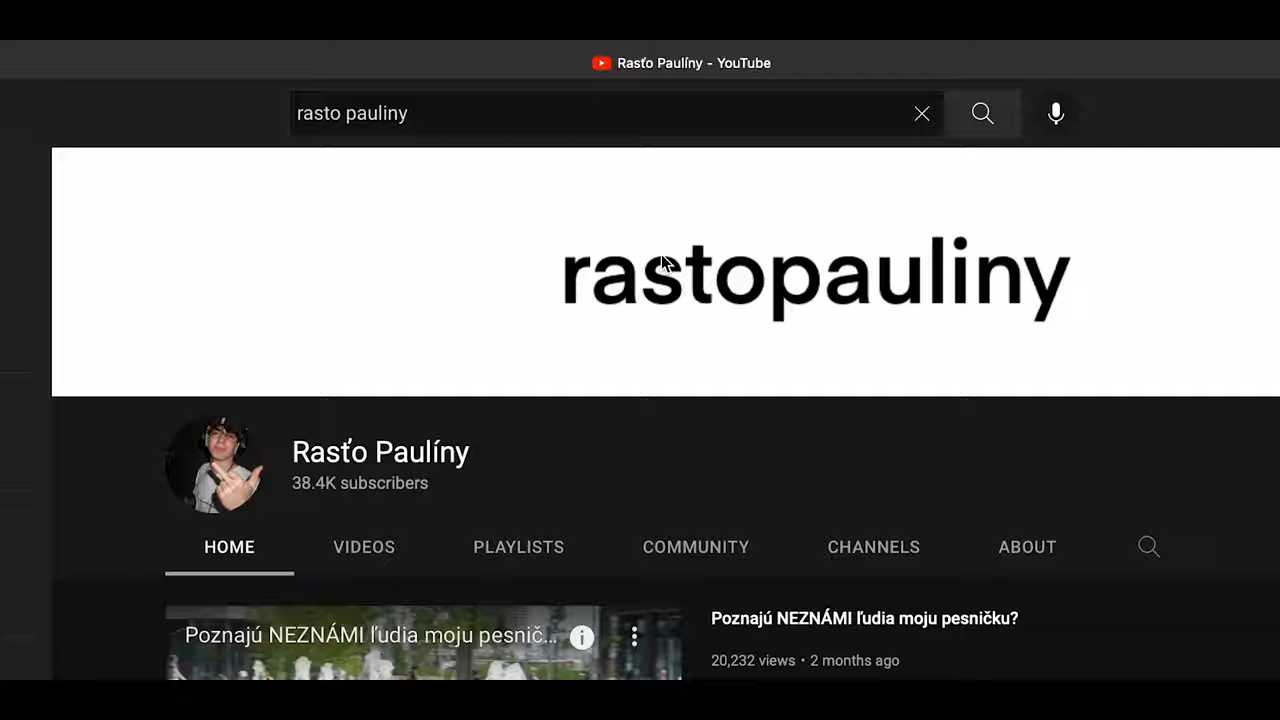 Rasťo Paulíny - YouTube
rasto pauliny
rastopauliny
Rasťo Paulíny
38.4K subscribers
HOME VIDEOS PLAYLISTS COMMUNITY CHANNELS ABOUT
Poznajú NEZNÁMI ľudia moju pesnič...
Poznajú NEZNÁMI ľudia moju pesničku?
20,232 views • 2 months ago